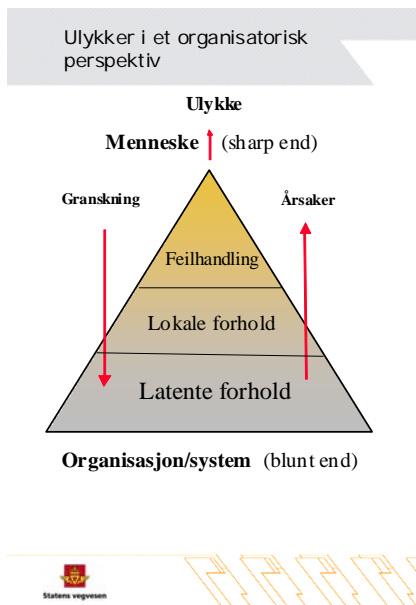 Ulykker i et organisatorisk
perspektiv
Ulykke
Menneske (sharp end)
Granskning
Årsaker
Feilhandling
Lokale forhold
Latente forhold
Organisasjon/system (blunt end)
Statens vegvesen